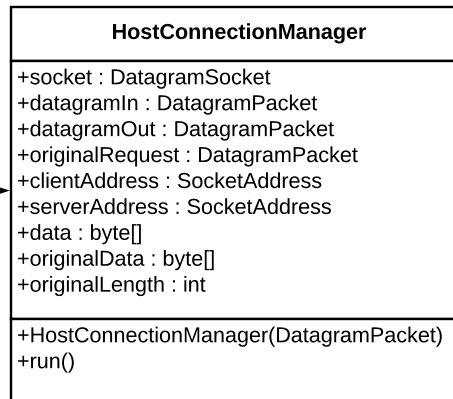 HostConnectionManager
+socket : DatagramSocket
+datagramIn : DatagramPacket
+datagramOut : DatagramPacket
+originalRequest : DatagramPacket
+clientAddress : SocketAddress
+serverAddress : SocketAddress
+data : byte[]
+originalData : byte[]
+originalLength : int
+HostConnectionManager(DatagramPacket)
+run()